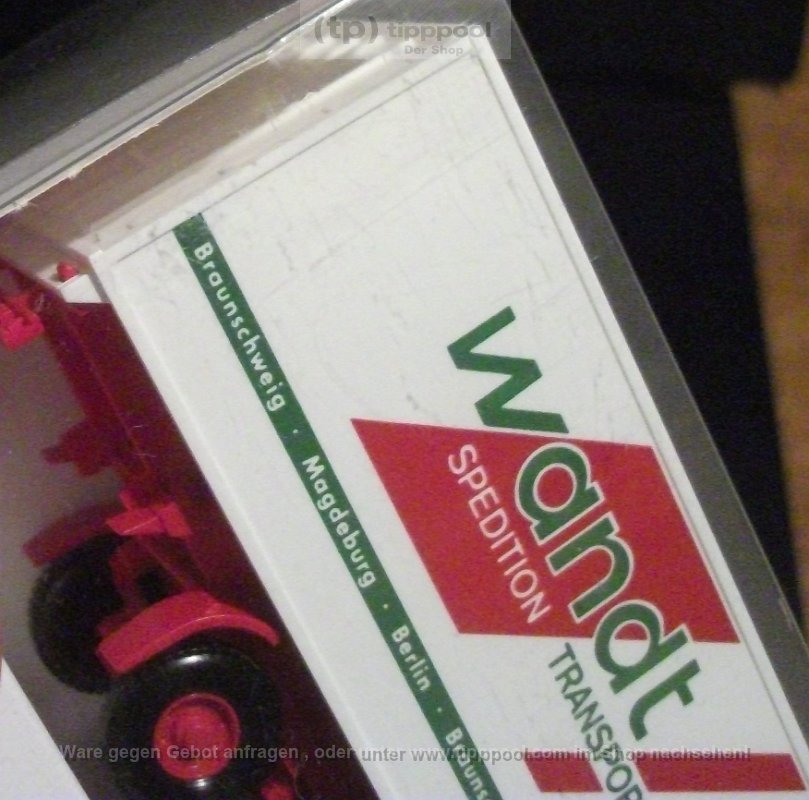 (tp) tipppool
Der Shop
Braunschweig · Magdeburg · Berlin · Brauns
wandt
SPEDITION
TRANSPOR
Ware gegen Gebot anfragen , oder unter www.tipppool.com im Shop nachsehen!